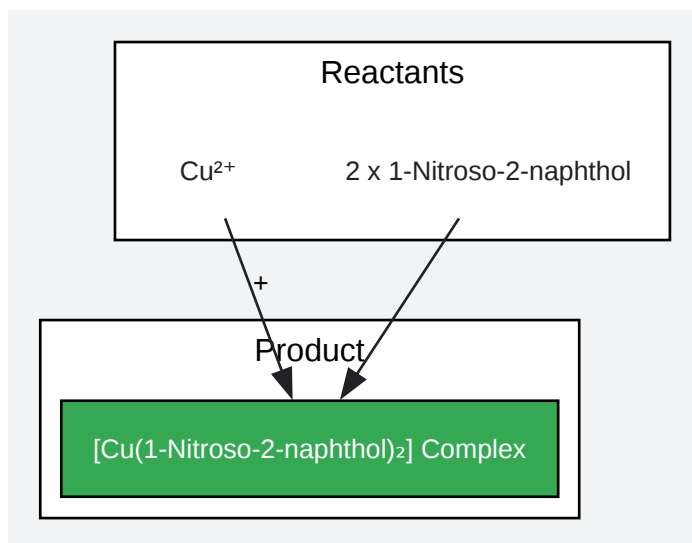 Reactants
Cu²⁺ 2 x 1-Nitroso-2-naphthol
+
Product
[Cu(1-Nitroso-2-naphthol)₂] Complex